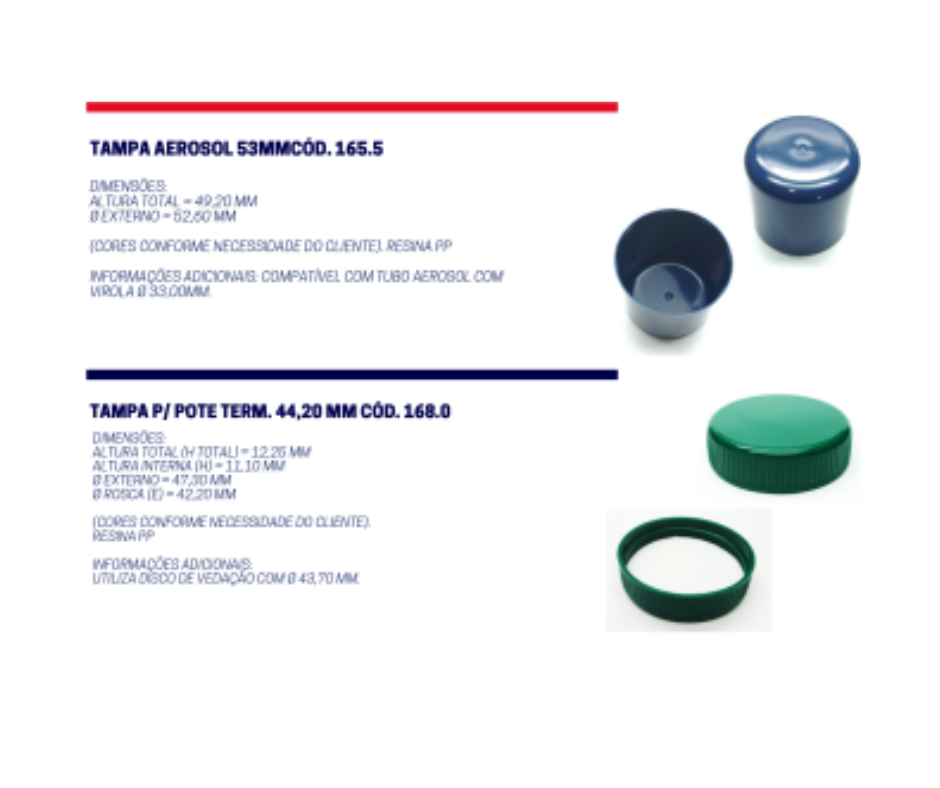 TAMPA AEROSOL 53MMCÓD. 165.5
DIMENSÕES:
ALTURA TOTAL = 49,20 MM
Ø EXTERNO = 52,60 MM
(CORES CONFORME NECESSIDADE DO CLIENTE). RESINA PP
INFORMAÇÕES ADICIONAIS: COMPATÍVEL COM TUBO AEROSOL COM
VIROLA Ø 33,00MM.
TAMPA P/ POTE TERM. 44,20 MM CÓD. 168.0
DIMENSÕES:
ALTURA TOTAL (H TOTAL) = 12,25 MM
ALTURA INTERNA (H) = 11,10 MM
Ø EXTERNO = 47,30 MM
Ø ROSCA (E) = 42,20 MM
(CORES CONFORME NECESSIDADE DO CLIENTE).
RESINA PP
INFORMAÇÕES ADICIONAIS:
UTILIZA DISCO DE VEDAÇÃO COM Ø 43,70 MM.